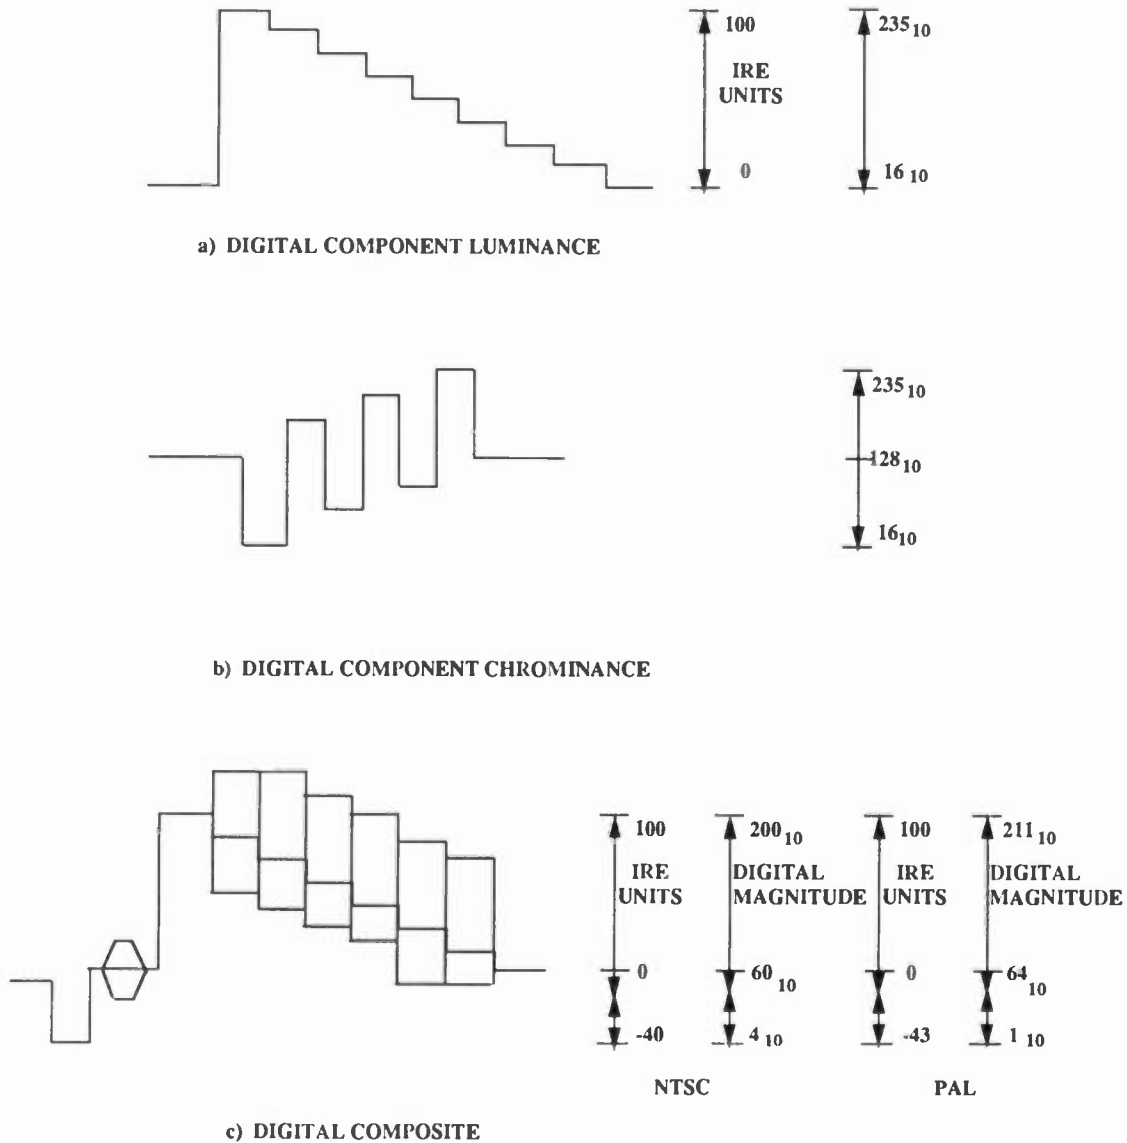 100
235₁₀
IRE
UNITS
0
16₁₀
a) DIGITAL COMPONENT LUMINANCE
235₁₀
128₁₀
16₁₀
b) DIGITAL COMPONENT CHROMINANCE
100
200₁₀
100
211₁₀
IRE
UNITS
DIGITAL
MAGNITUDE
IRE
UNITS
DIGITAL
MAGNITUDE
0
60₁₀
0
64₁₀
-40
4₁₀
-43
1₁₀
NTSC
PAL
c) DIGITAL COMPOSITE